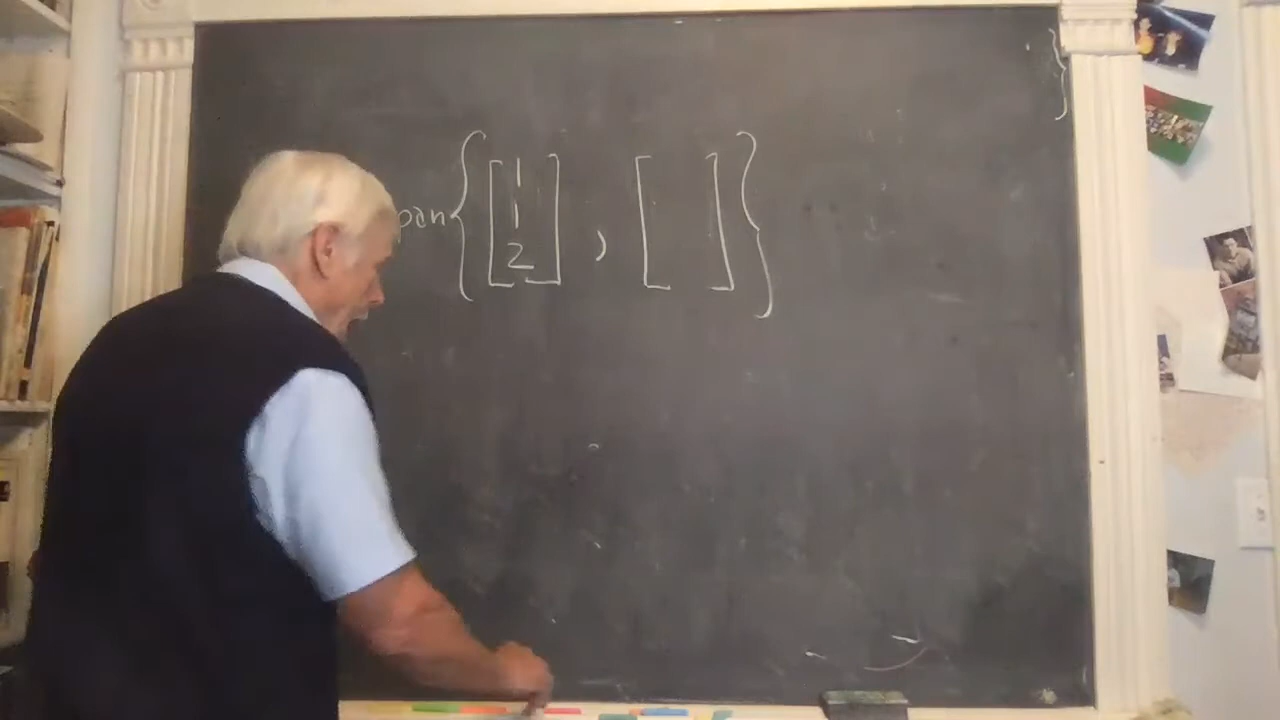 pan { [ 1 1 2 ] , [ ] }
}